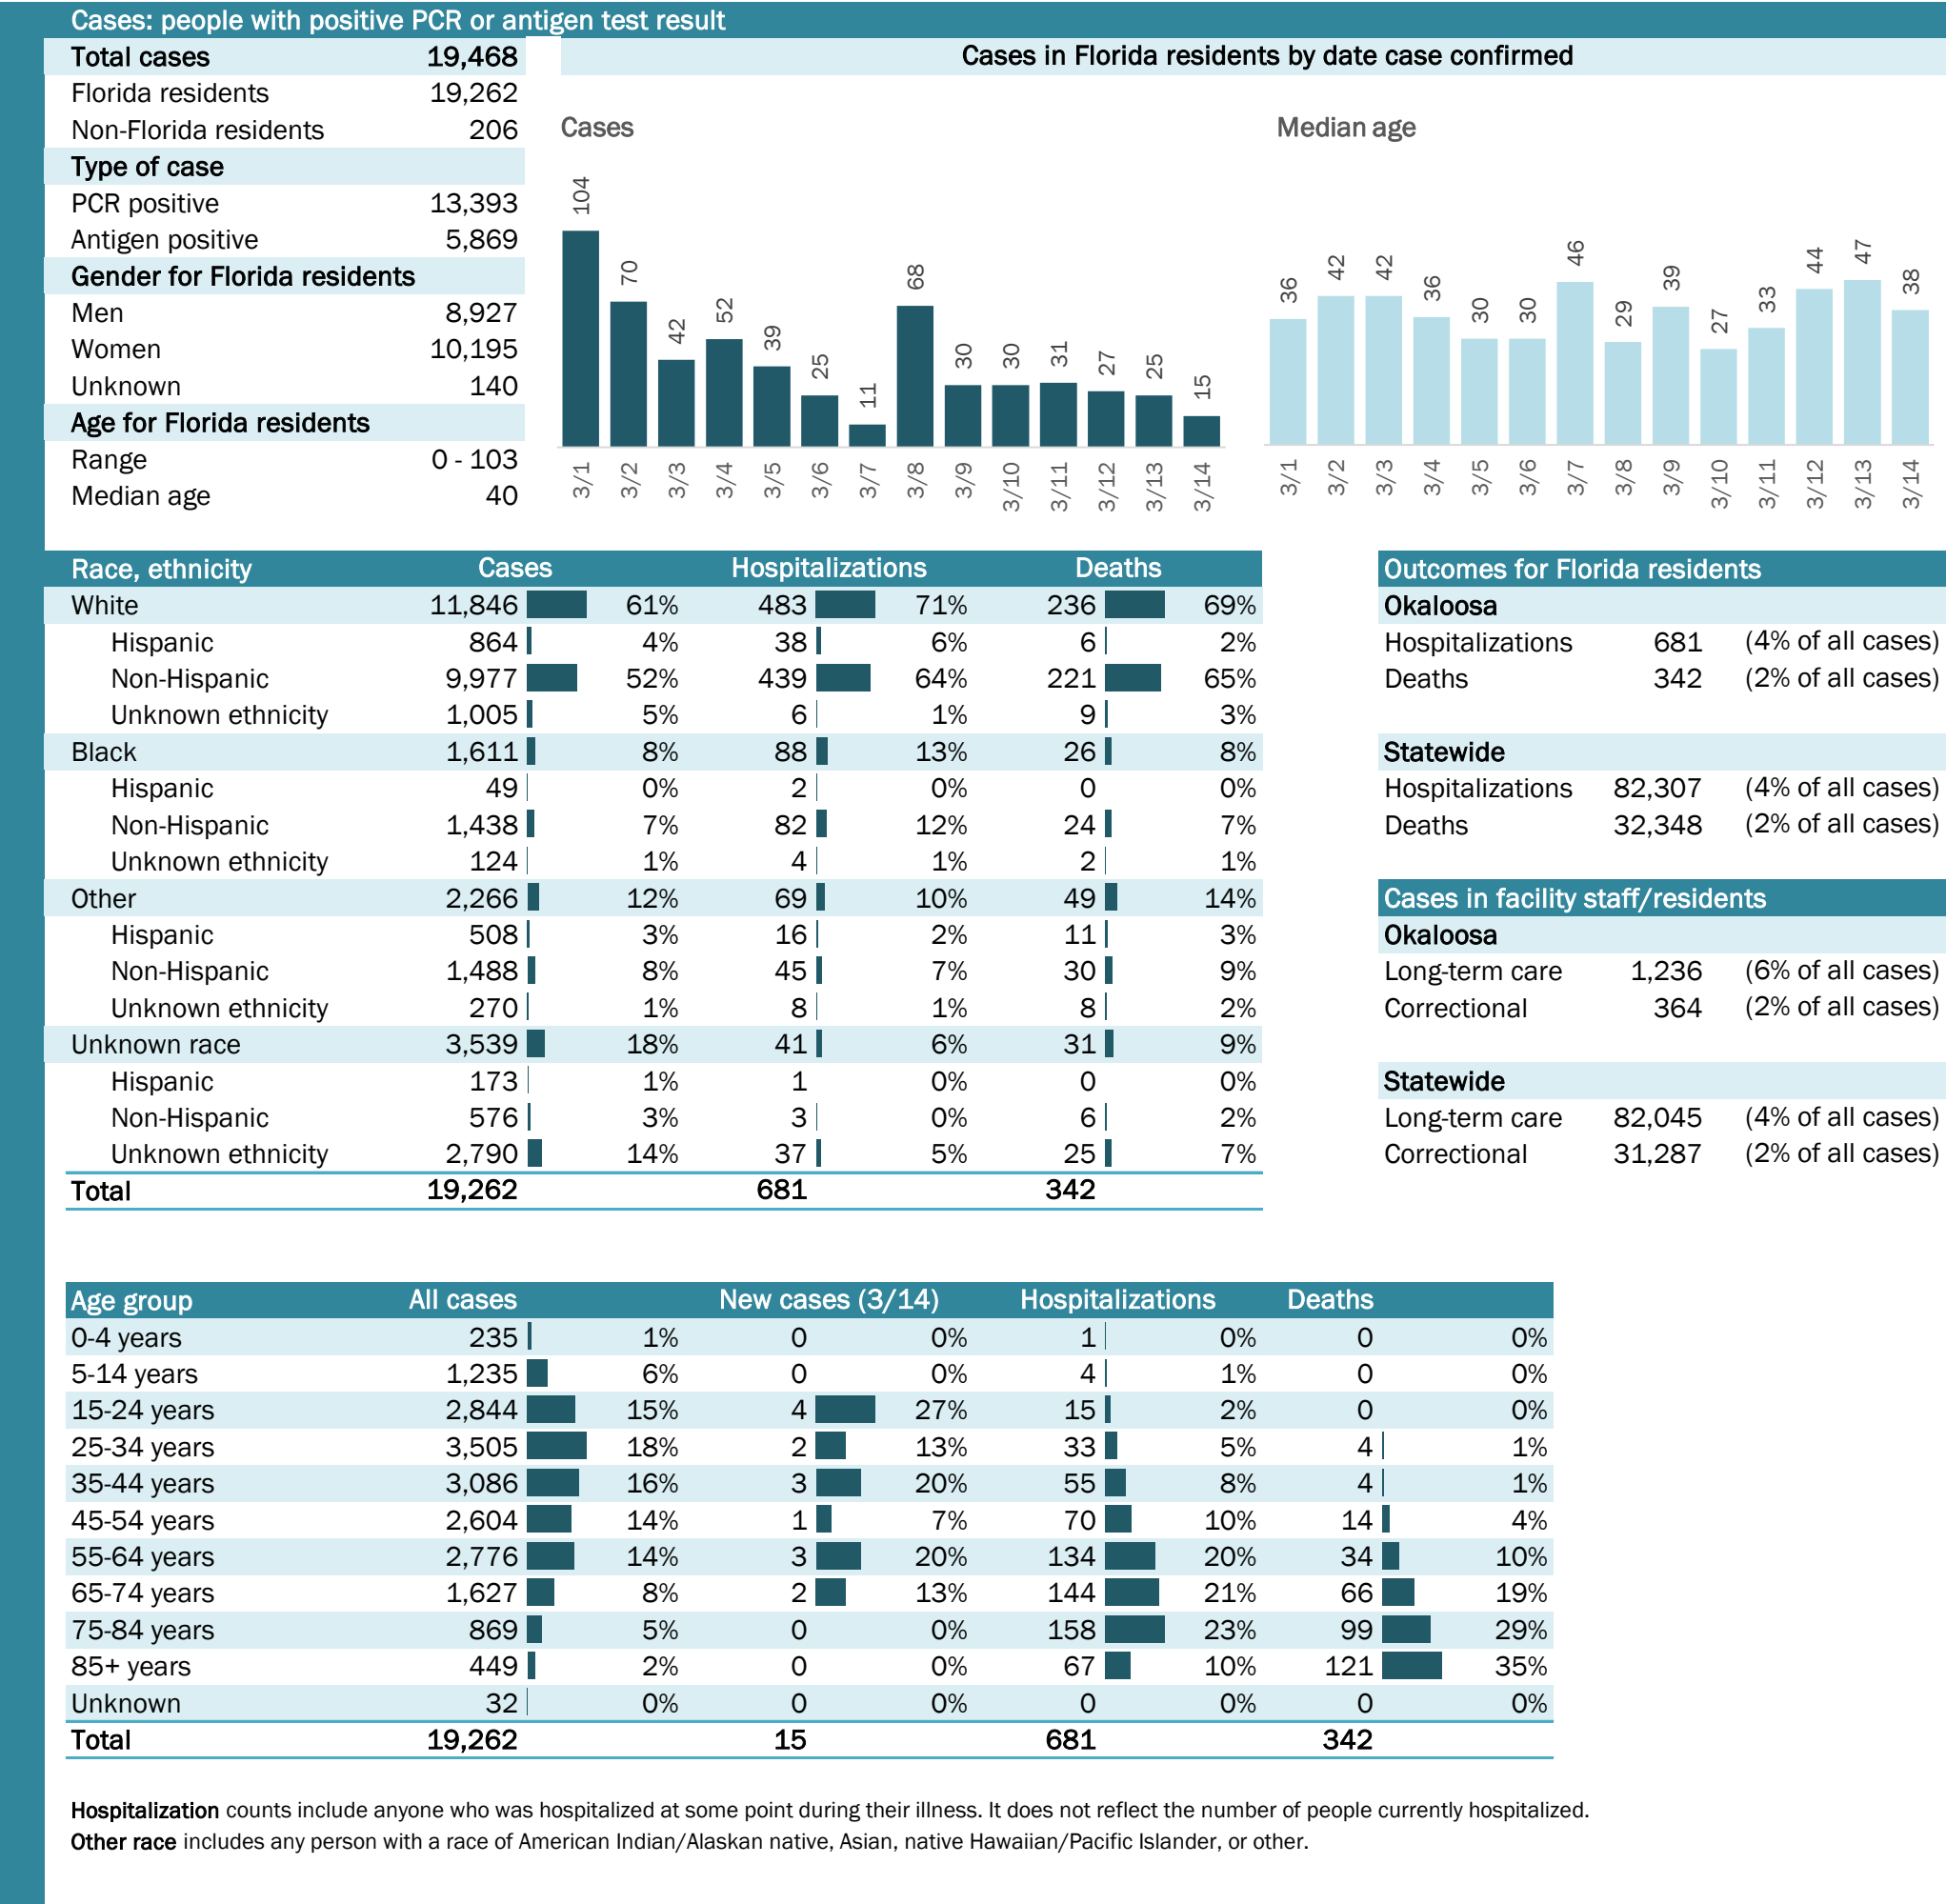 Cases: people with positive PCR or antigen test result
Total cases 19,468
Florida residents 19,262
Non-Florida residents 206
Type of case
PCR positive 13,393
Antigen positive 5,869
Gender for Florida residents
Men 8,927
Women 10,195
Unknown 140
Age for Florida residents
Range 0 - 103
Median age 40
Cases in Florida residents by date case confirmed
Cases
104 70 42 52 39 25 11 68 30 30 31 27 25 15
3/1 3/2 3/3 3/4 3/5 3/6 3/7 3/8 3/9 3/10 3/11 3/12 3/13 3/14
Median age
36 42 42 36 30 30 46 29 39 27 33 44 47 38
3/1 3/2 3/3 3/4 3/5 3/6 3/7 3/8 3/9 3/10 3/11 3/12 3/13 3/14
Race, ethnicity Cases Hospitalizations Deaths
White 11,846 61% 483 71% 236 69%
Hispanic 864 4% 38 6% 6 2%
Non-Hispanic 9,977 52% 439 64% 221 65%
Unknown ethnicity 1,005 5% 6 1% 9 3%
Black 1,611 8% 88 13% 26 8%
Hispanic 49 0% 2 0% 0 0%
Non-Hispanic 1,438 7% 82 12% 24 7%
Unknown ethnicity 124 1% 4 1% 2 1%
Other 2,266 12% 69 10% 49 14%
Hispanic 508 3% 16 2% 11 3%
Non-Hispanic 1,488 8% 45 7% 30 9%
Unknown ethnicity 270 1% 8 1% 8 2%
Unknown race 3,539 18% 41 6% 31 9%
Hispanic 173 1% 1 0% 0 0%
Non-Hispanic 576 3% 3 0% 6 2%
Unknown ethnicity 2,790 14% 37 5% 25 7%
Total 19,262 681 342
Outcomes for Florida residents
Okaloosa
Hospitalizations 681 (4% of all cases)
Deaths 342 (2% of all cases)
Statewide
Hospitalizations 82,307 (4% of all cases)
Deaths 32,348 (2% of all cases)
Cases in facility staff/residents
Okaloosa
Long-term care 1,236 (6% of all cases)
Correctional 364 (2% of all cases)
Statewide
Long-term care 82,045 (4% of all cases)
Correctional 31,287 (2% of all cases)
Age group All cases New cases (3/14) Hospitalizations Deaths
0-4 years 235 1% 0 0% 1 0% 0 0%
5-14 years 1,235 6% 0 0% 4 1% 0 0%
15-24 years 2,844 15% 4 27% 15 2% 0 0%
25-34 years 3,505 18% 2 13% 33 5% 4 1%
35-44 years 3,086 16% 3 20% 55 8% 4 1%
45-54 years 2,604 14% 1 7% 70 10% 14 4%
55-64 years 2,776 14% 3 20% 134 20% 34 10%
65-74 years 1,627 8% 2 13% 144 21% 66 19%
75-84 years 869 5% 0 0% 158 23% 99 29%
85+ years 449 2% 0 0% 67 10% 121 35%
Unknown 32 0% 0 0% 0 0% 0 0%
Total 19,262 15 681 342
Hospitalization counts include anyone who was hospitalized at some point during their illness. It does not reflect the number of people currently hospitalized.
Other race includes any person with a race of American Indian/Alaskan native, Asian, native Hawaiian/Pacific Islander, or other.